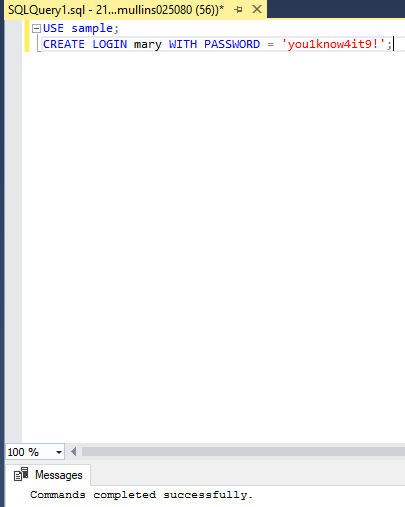 SQLQuery1.sql - 21...mullins025080 (56))*
USE sample;
CREATE LOGIN mary WITH PASSWORD = 'you1know4it9!';
100 %
Messages
Commands completed successfully.